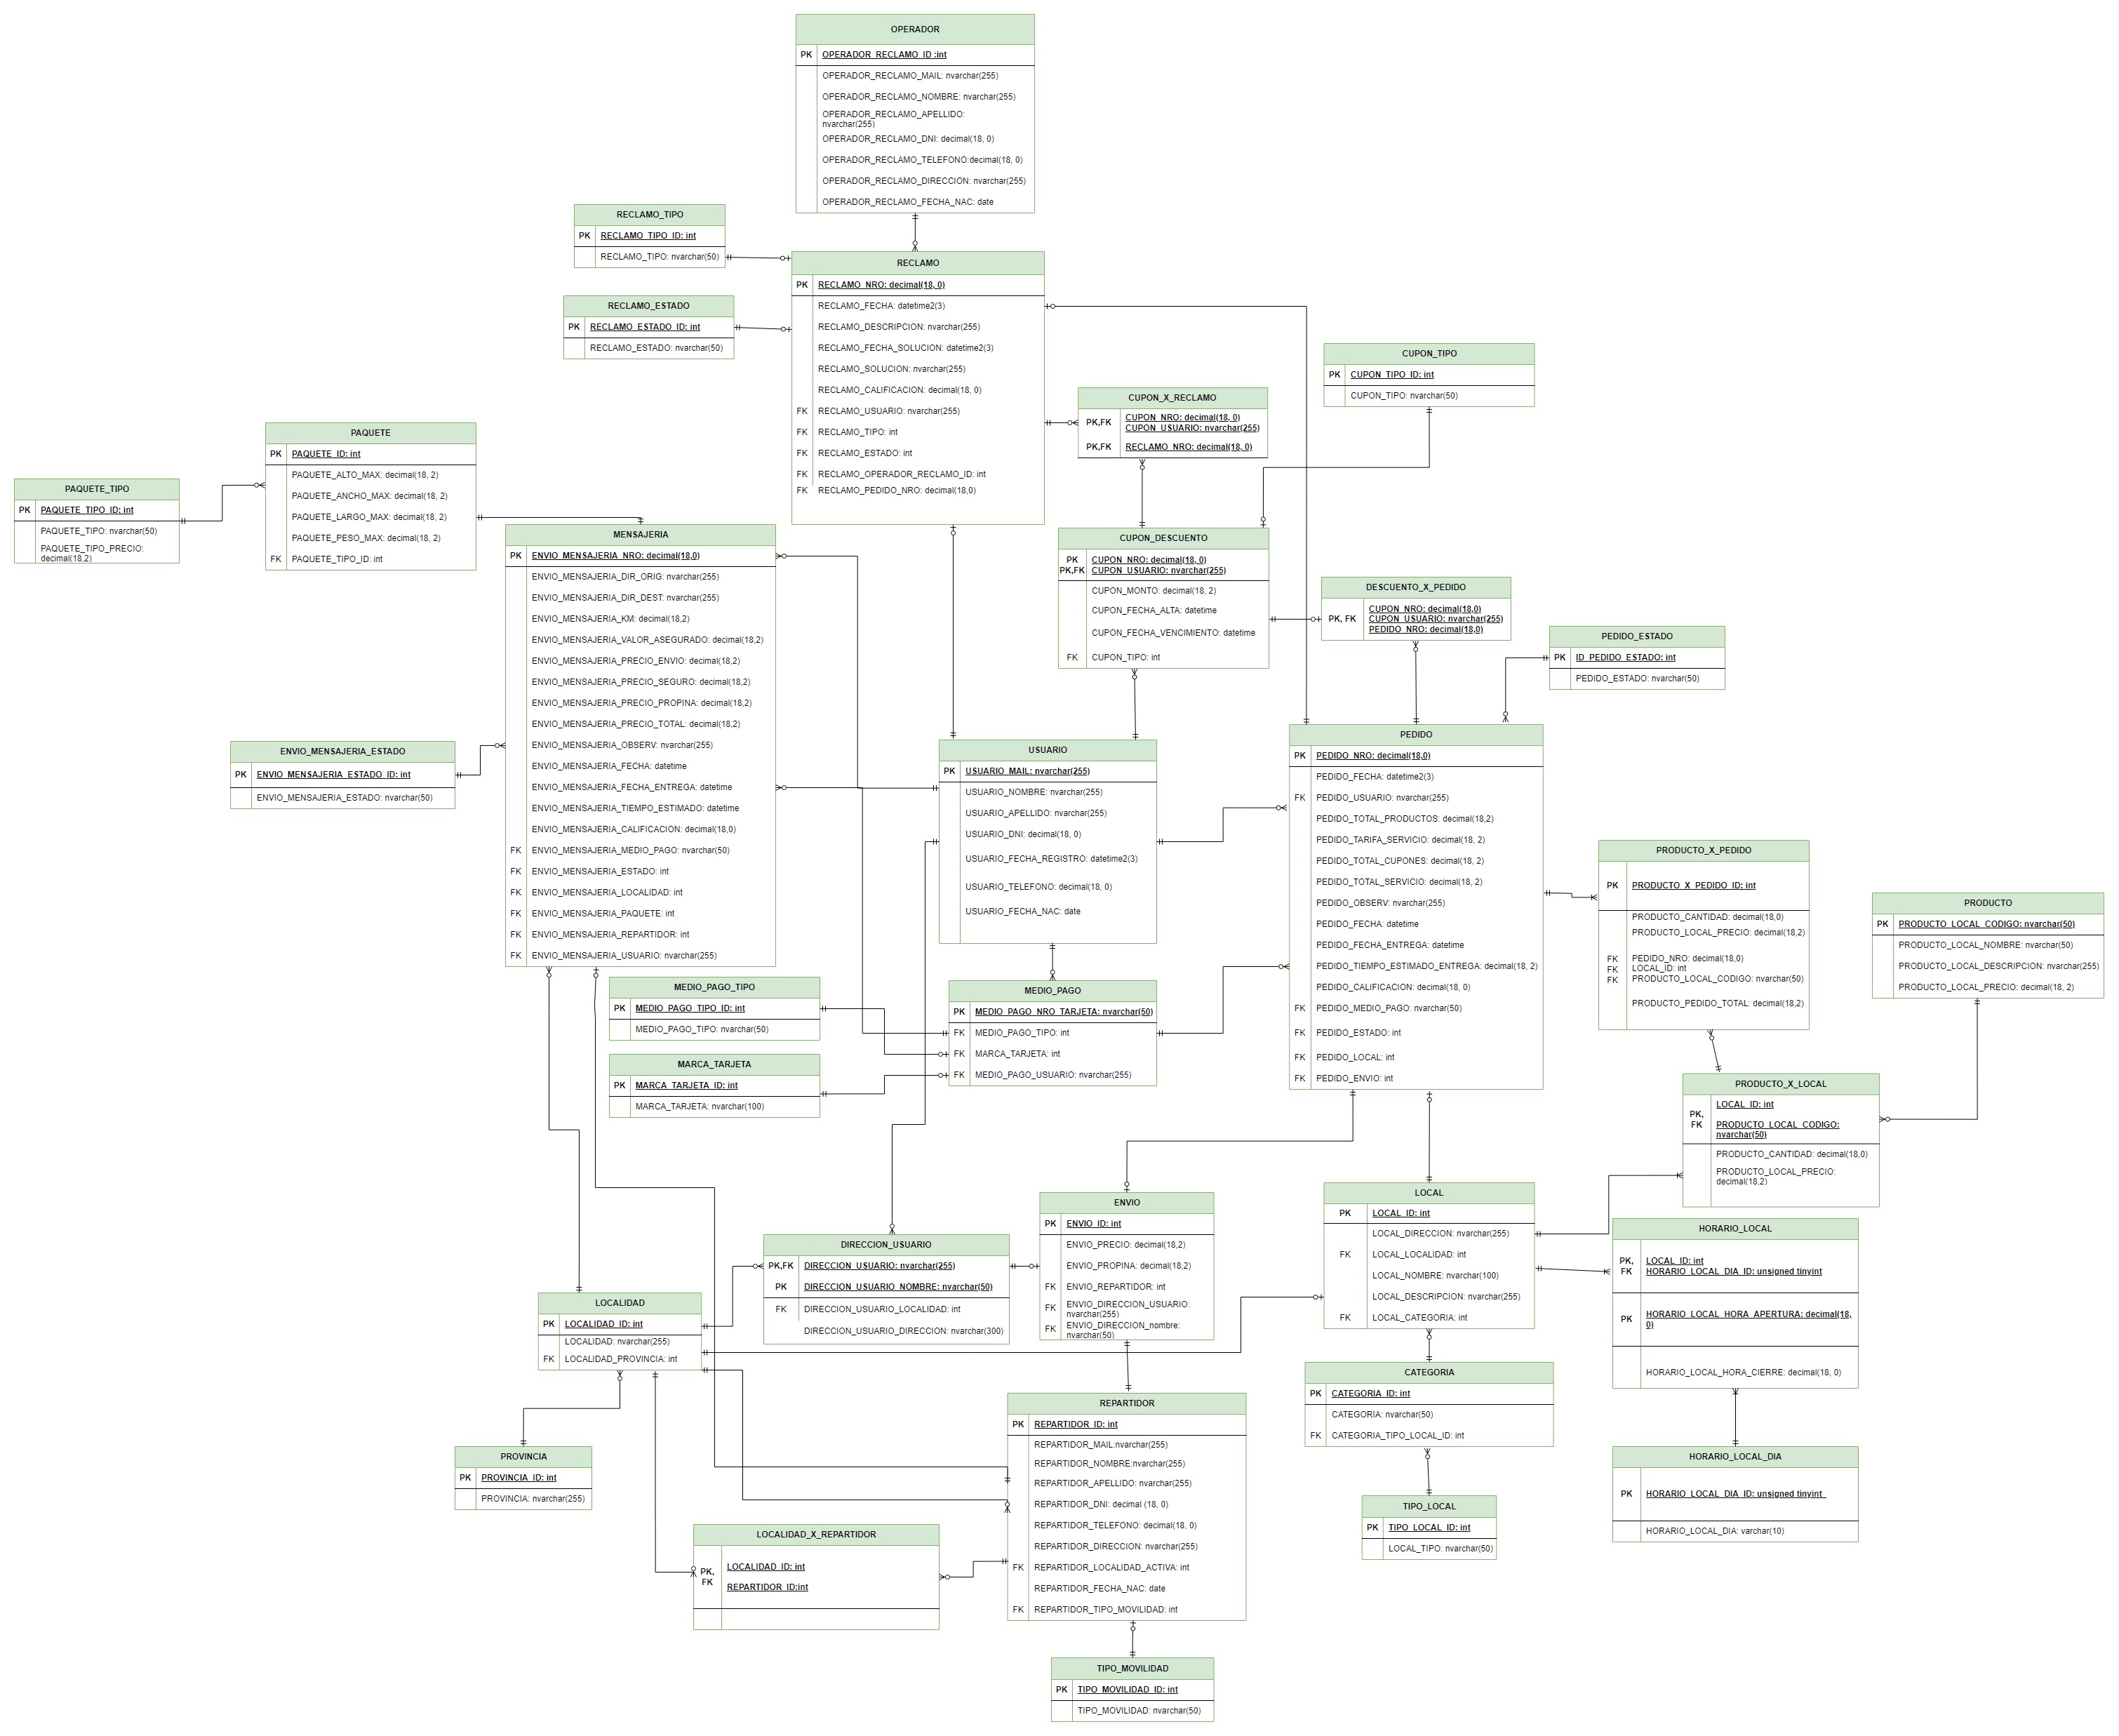 OPERADOR
PK OPERADOR_RECLAMO_ID :int
OPERADOR_RECLAMO_MAIL: nvarchar(255)
OPERADOR_RECLAMO_NOMBRE: nvarchar(255)
OPERADOR_RECLAMO_APELLIDO:
nvarchar(255)
OPERADOR_RECLAMO_DNI: decimal(18, 0)
OPERADOR_RECLAMO_TELEFONO:decimal(18, 0)
OPERADOR_RECLAMO_DIRECCION: nvarchar(255)
OPERADOR_RECLAMO_FECHA_NAC: date
RECLAMO_TIPO
PK RECLAMO_TIPO_ID: int
RECLAMO_TIPO: nvarchar(50)
RECLAMO_ESTADO
PK RECLAMO_ESTADO_ID: int
RECLAMO_ESTADO: nvarchar(50)
RECLAMO
PK RECLAMO_NRO: decimal(18, 0)
RECLAMO_FECHA: datetime2(3)
RECLAMO_DESCRIPCION: nvarchar(255)
RECLAMO_FECHA_SOLUCION: datetime2(3)
RECLAMO_SOLUCION: nvarchar(255)
RECLAMO_CALIFICACION: decimal(18, 0)
FK RECLAMO_USUARIO: nvarchar(255)
FK RECLAMO_TIPO: int
FK RECLAMO_ESTADO: int
FK RECLAMO_OPERADOR_RECLAMO_ID: int
FK RECLAMO_PEDIDO_NRO: decimal(18,0)
CUPON_TIPO
PK CUPON_TIPO_ID: int
CUPON_TIPO: nvarchar(50)
CUPON_X_RECLAMO
PK,FK CUPON_NRO: decimal(18, 0)
CUPON_USUARIO: nvarchar(255)
PK,FK RECLAMO_NRO: decimal(18, 0)
PAQUETE
PK PAQUETE_ID: int
PAQUETE_ALTO_MAX: decimal(18, 2)
PAQUETE_ANCHO_MAX: decimal(18, 2)
PAQUETE_LARGO_MAX: decimal(18, 2)
PAQUETE_PESO_MAX: decimal(18, 2)
FK PAQUETE_TIPO_ID: int
PAQUETE_TIPO
PK PAQUETE_TIPO_ID: int
PAQUETE_TIPO: nvarchar(50)
PAQUETE_TIPO_PRECIO:
decimal(18,2)
MENSAJERIA
PK ENVIO_MENSAJERIA_NRO: decimal(18,0)
ENVIO_MENSAJERIA_DIR_ORIG: nvarchar(255)
ENVIO_MENSAJERIA_DIR_DEST: nvarchar(255)
ENVIO_MENSAJERIA_KM: decimal(18,2)
ENVIO_MENSAJERIA_VALOR_ASEGURADO: decimal(18,2)
ENVIO_MENSAJERIA_PRECIO_ENVIO: decimal(18,2)
ENVIO_MENSAJERIA_PRECIO_SEGURO: decimal(18,2)
ENVIO_MENSAJERIA_PRECIO_PROPINA: decimal(18,2)
ENVIO_MENSAJERIA_PRECIO_TOTAL: decimal(18,2)
ENVIO_MENSAJERIA_OBSERV: nvarchar(255)
ENVIO_MENSAJERIA_FECHA: datetime
ENVIO_MENSAJERIA_FECHA_ENTREGA: datetime
ENVIO_MENSAJERIA_TIEMPO_ESTIMADO: datetime
ENVIO_MENSAJERIA_CALIFICACION: decimal(18,0)
FK ENVIO_MENSAJERIA_MEDIO_PAGO: nvarchar(50)
FK ENVIO_MENSAJERIA_ESTADO: int
FK ENVIO_MENSAJERIA_LOCALIDAD: int
FK ENVIO_MENSAJERIA_PAQUETE: int
FK ENVIO_MENSAJERIA_REPARTIDOR: int
FK ENVIO_MENSAJERIA_USUARIO: nvarchar(255)
CUPON_DESCUENTO
PK CUPON_NRO: decimal(18, 0)
PK,FK CUPON_USUARIO: nvarchar(255)
CUPON_MONTO: decimal(18, 2)
CUPON_FECHA_ALTA: datetime
CUPON_FECHA_VENCIMIENTO: datetime
FK CUPON_TIPO: int
DESCUENTO_X_PEDIDO
CUPON_NRO: decimal(18,0)
PK, FK CUPON_USUARIO: nvarchar(255)
PEDIDO_NRO: decimal(18,0)
PEDIDO_ESTADO
PK ID_PEDIDO_ESTADO: int
PEDIDO_ESTADO: nvarchar(50)
ENVIO_MENSAJERIA_ESTADO
PK ENVIO_MENSAJERIA_ESTADO_ID: int
ENVIO_MENSAJERIA_ESTADO: nvarchar(50)
USUARIO
PK USUARIO_MAIL: nvarchar(255)
USUARIO_NOMBRE: nvarchar(255)
USUARIO_APELLIDO: nvarchar(255)
USUARIO_DNI: decimal(18, 0)
USUARIO_FECHA_REGISTRO: datetime2(3)
USUARIO_TELEFONO: decimal(18, 0)
USUARIO_FECHA_NAC: date
PEDIDO
PK PEDIDO_NRO: decimal(18,0)
PEDIDO_FECHA: datetime2(3)
FK PEDIDO_USUARIO: nvarchar(255)
PEDIDO_TOTAL_PRODUCTOS: decimal(18,2)
PEDIDO_TARIFA_SERVICIO: decimal(18, 2)
PEDIDO_TOTAL_CUPONES: decimal(18, 2)
PEDIDO_TOTAL_SERVICIO: decimal(18, 2)
PEDIDO_OBSERV: nvarchar(255)
PEDIDO_FECHA: datetime
PEDIDO_FECHA_ENTREGA: datetime
PEDIDO_TIEMPO_ESTIMADO_ENTREGA: decimal(18, 2)
PEDIDO_CALIFICACION: decimal(18, 0)
FK PEDIDO_MEDIO_PAGO: nvarchar(50)
FK PEDIDO_ESTADO: int
FK PEDIDO_LOCAL: int
FK PEDIDO_ENVIO: int
PRODUCTO_X_PEDIDO
PK PRODUCTO_X_PEDIDO_ID: int
PRODUCTO_CANTIDAD: decimal(18,0)
PRODUCTO_LOCAL_PRECIO: decimal(18,2)
FK PEDIDO_NRO: decimal(18,0)
FK LOCAL_ID: int
FK PRODUCTO_LOCAL_CODIGO: nvarchar(50)
PRODUCTO_PEDIDO_TOTAL: decimal(18,2)
PRODUCTO
PK PRODUCTO_LOCAL_CODIGO: nvarchar(50)
PRODUCTO_LOCAL_NOMBRE: nvarchar(50)
PRODUCTO_LOCAL_DESCRIPCION: nvarchar(255)
PRODUCTO_LOCAL_PRECIO: decimal(18, 2)
MEDIO_PAGO_TIPO
PK MEDIO_PAGO_TIPO_ID: int
MEDIO_PAGO_TIPO: nvarchar(50)
MARCA_TARJETA
PK MARCA_TARJETA_ID: int
MARCA_TARJETA: nvarchar(100)
MEDIO_PAGO
PK MEDIO_PAGO_NRO_TARJETA: nvarchar(50)
FK MEDIO_PAGO_TIPO: int
FK MARCA_TARJETA: int
FK MEDIO_PAGO_USUARIO: nvarchar(255)
PRODUCTO_X_LOCAL
LOCAL_ID: int
PK,
FK PRODUCTO_LOCAL_CODIGO:
nvarchar(50)
PRODUCTO_CANTIDAD: decimal(18,0)
PRODUCTO_LOCAL_PRECIO:
decimal(18,2)
ENVIO
PK ENVIO_ID: int
ENVIO_PRECIO: decimal(18,2)
ENVIO_PROPINA: decimal(18,2)
FK ENVIO_REPARTIDOR: int
FK ENVIO_DIRECCION_USUARIO:
nvarchar(255)
FK ENVIO_DIRECCION_nombre:
nvarchar(50)
LOCAL
PK LOCAL_ID: int
LOCAL_DIRECCION: nvarchar(255)
FK LOCAL_LOCALIDAD: int
LOCAL_NOMBRE: nvarchar(100)
LOCAL_DESCRIPCION: nvarchar(255)
FK LOCAL_CATEGORIA: int
HORARIO_LOCAL
PK, LOCAL_ID: int
FK HORARIO_LOCAL_DIA_ID: unsigned tinyint
PK HORARIO_LOCAL_HORA_APERTURA: decimal(18,
0)
HORARIO_LOCAL_HORA_CIERRE: decimal(18, 0)
DIRECCION_USUARIO
PK,FK DIRECCION_USUARIO: nvarchar(255)
PK DIRECCION_USUARIO_NOMBRE: nvarchar(50)
FK DIRECCION_USUARIO_LOCALIDAD: int
DIRECCION_USUARIO_DIRECCION: nvarchar(300)
LOCALIDAD
PK LOCALIDAD_ID: int
LOCALIDAD: nvarchar(255)
FK LOCALIDAD_PROVINCIA: int
CATEGORIA
PK CATEGORIA_ID: int
CATEGORIA: nvarchar(50)
FK CATEGORIA_TIPO_LOCAL_ID: int
REPARTIDOR
PK REPARTIDOR_ID: int
REPARTIDOR_MAIL:nvarchar(255)
REPARTIDOR_NOMBRE:nvarchar(255)
REPARTIDOR_APELLIDO: nvarchar(255)
REPARTIDOR_DNI: decimal (18, 0)
REPARTIDOR_TELEFONO: decimal(18, 0)
REPARTIDOR_DIRECCION: nvarchar(255)
FK REPARTIDOR_LOCALIDAD_ACTIVA: int
REPARTIDOR_FECHA_NAC: date
FK REPARTIDOR_TIPO_MOVILIDAD: int
PROVINCIA
PK PROVINCIA_ID: int
PROVINCIA: nvarchar(255)
HORARIO_LOCAL_DIA
PK HORARIO_LOCAL_DIA_ID: unsigned tinyint
HORARIO_LOCAL_DIA: varchar(10)
TIPO_LOCAL
PK TIPO_LOCAL_ID: int
LOCAL_TIPO: nvarchar(50)
LOCALIDAD_X_REPARTIDOR
LOCALIDAD_ID: int
PK,
FK REPARTIDOR_ID:int
TIPO_MOVILIDAD
PK TIPO_MOVILIDAD_ID: int
TIPO_MOVILIDAD: nvarchar(50)